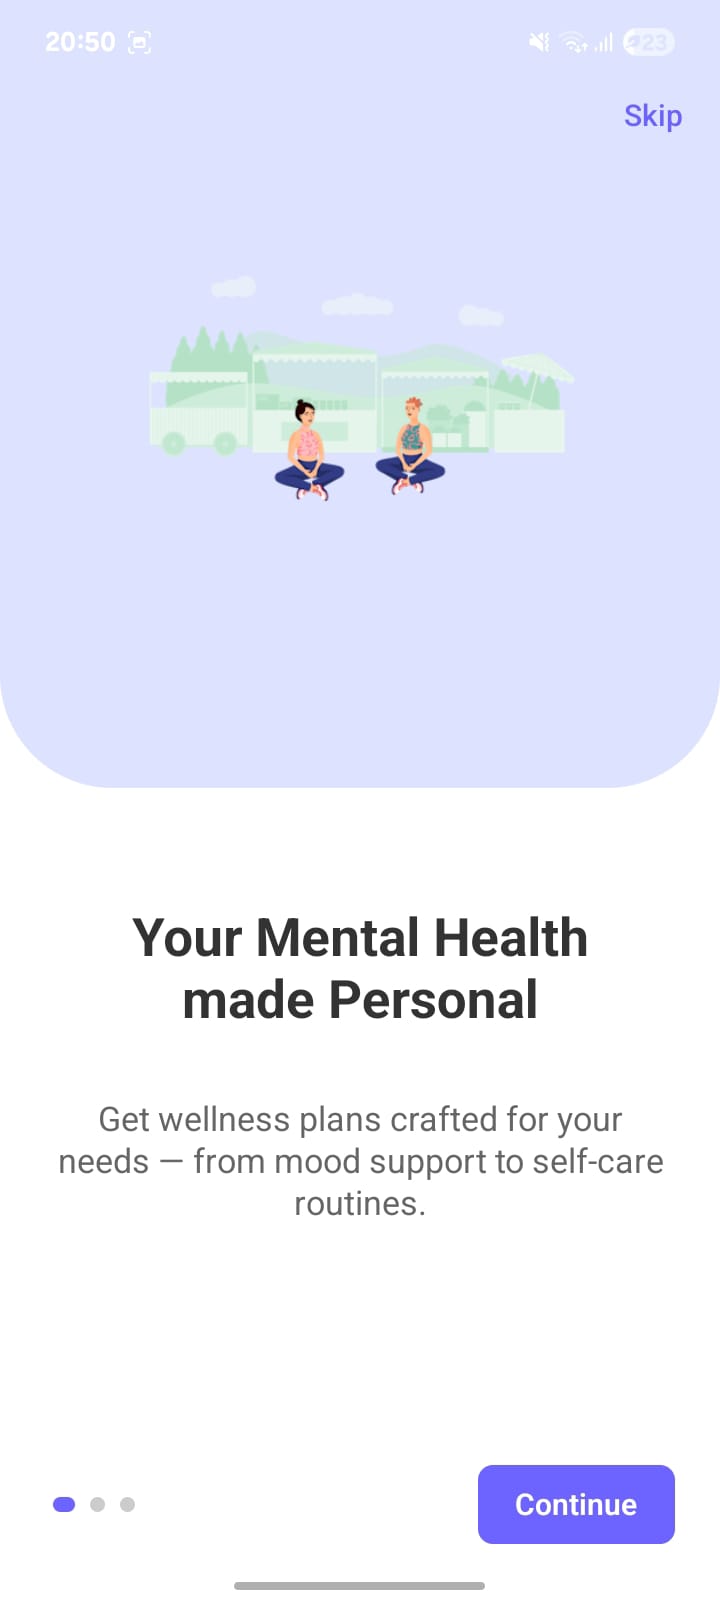 20:50
23
Skip
Your Mental Health
made Personal
Get wellness plans crafted for your
needs — from mood support to self-care
routines.
Continue